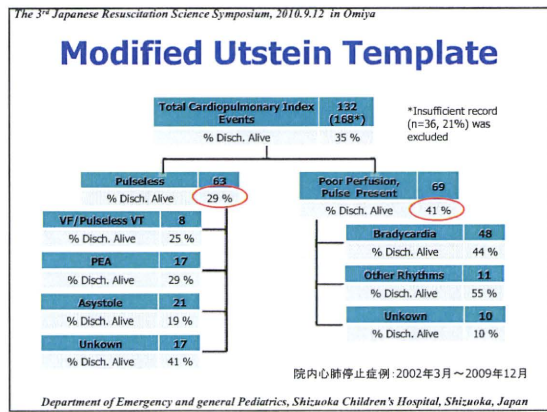 The 3rd Japanese Resuscitation Science Symposium, 2010.9.12 in Omiya
Modified Utstein Template
Total Cardiopulmonary Index Events 132 (168*)
% Disch. Alive 35 %
*Insufficient record
(n=36, 21%) was
excluded
Pulseless 63
% Disch. Alive 29 %
VF/Pulseless VT 8
% Disch. Alive 25 %
PEA 17
% Disch. Alive 29 %
Asystole 21
% Disch. Alive 19 %
Unkown 17
% Disch. Alive 41 %
Poor Perfusion, Pulse Present 69
% Disch. Alive 41 %
Bradycardia 48
% Disch. Alive 44 %
Other Rhythms 11
% Disch. Alive 55 %
Unkown 10
% Disch. Alive 10 %
院内心肺停止症例:2002年3月～2009年12月
Department of Emergency and general Pediatrics, Shizuoka Children's Hospital, Shizuoka, Japan